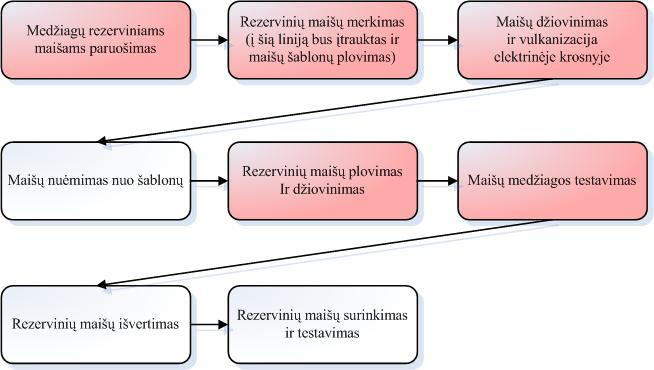 Medžiagų rezerviniams
maišams paruošimas
Rezervinių maišų merkimas
(į šią liniją bus įtrauktas ir
maišų šablonų plovimas)
Maišų džiovinimas
ir vulkanizacija
elektrinėje krosnyje
Maišų nuėmimas nuo šablonų
Rezervinių maišų plovimas
Ir džiovinimas
Maišų medžiagos testavimas
Rezervinių maišų išvertimas
Rezervinių maišų surinkimas
ir testavimas